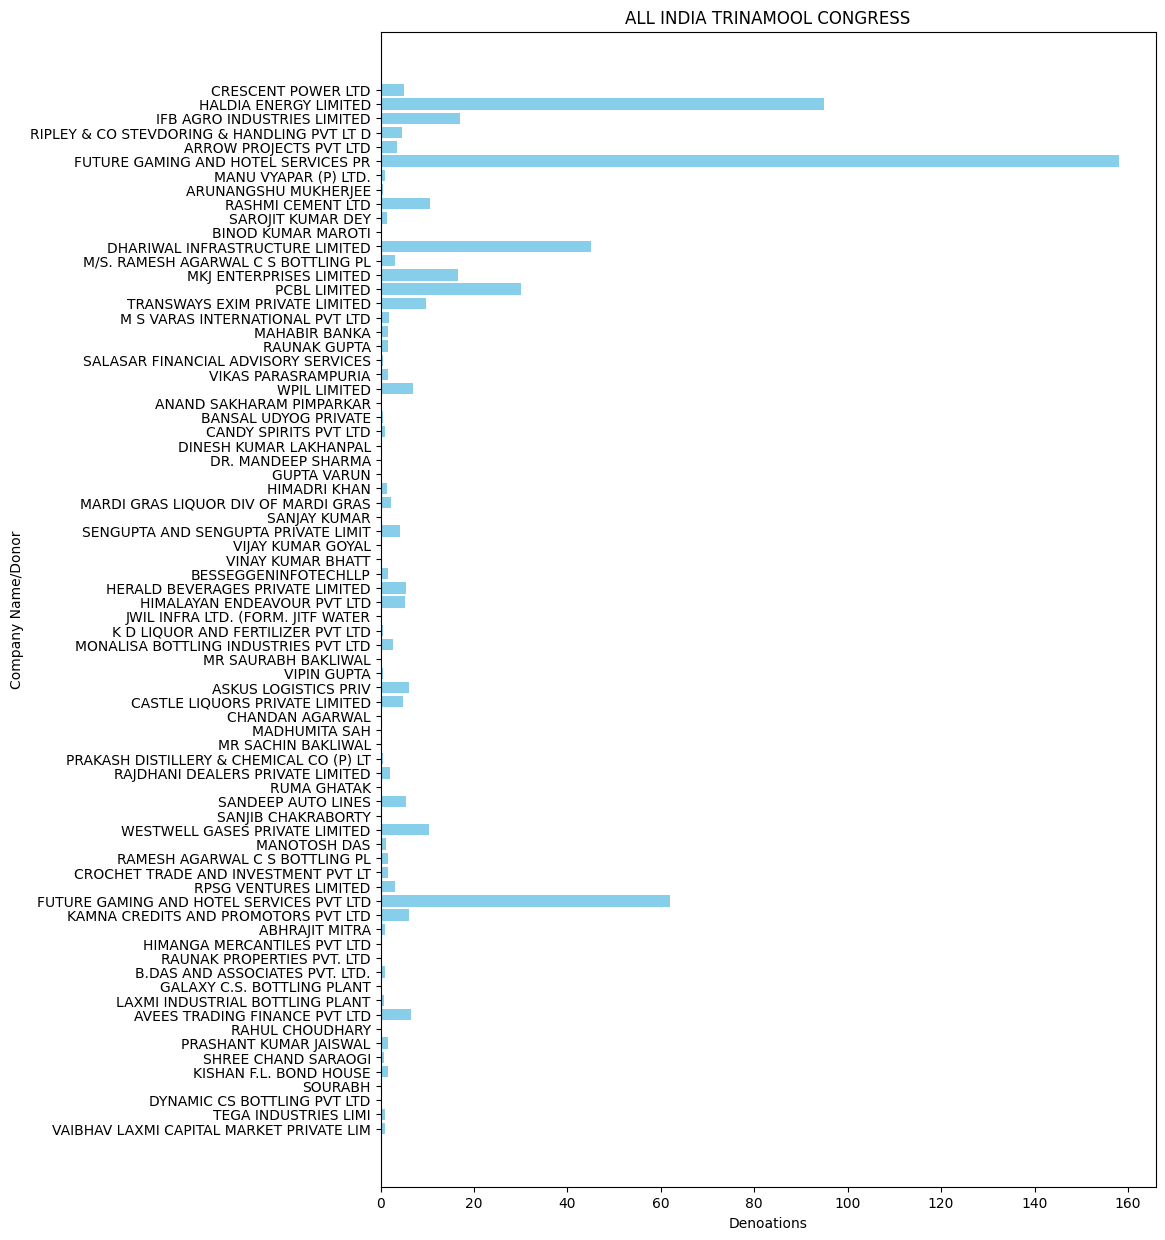 ALL INDIA TRINAMOOL CONGRESS
CRESCENT POWER LTD
HALDIA ENERGY LIMITED
IFB AGRO INDUSTRIES LIMITED
RIPLEY & CO STEVDORING & HANDLING PVT LT D
ARROW PROJECTS PVT LTD
FUTURE GAMING AND HOTEL SERVICES PR
MANU VYAPAR (P) LTD.
ARUNANGSHU MUKHERJEE
RASHMI CEMENT LTD
SAROJIT KUMAR DEY
BINOD KUMAR MAROTI
DHARIWAL INFRASTRUCTURE LIMITED
M/S. RAMESH AGARWAL C S BOTTLING PL
MKJ ENTERPRISES LIMITED
PCBL LIMITED
TRANSWAYS EXIM PRIVATE LIMITED
M S VARAS INTERNATIONAL PVT LTD
MAHABIR BANKA
RAUNAK GUPTA
SALASAR FINANCIAL ADVISORY SERVICES
VIKAS PARASRAMPURIA
WPIL LIMITED
ANAND SAKHARAM PIMPARKAR
BANSAL UDYOG PRIVATE
CANDY SPIRITS PVT LTD
DINESH KUMAR LAKHANPAL
DR. MANDEEP SHARMA
GUPTA VARUN
HIMADRI KHAN
MARDI GRAS LIQUOR DIV OF MARDI GRAS
SANJAY KUMAR
SENGUPTA AND SENGUPTA PRIVATE LIMIT
VIJAY KUMAR GOYAL
VINAY KUMAR BHATT
BESSEGGENINFOTECHLLP
HERALD BEVERAGES PRIVATE LIMITED
HIMALAYAN ENDEAVOUR PVT LTD
JWIL INFRA LTD. (FORM. JITF WATER
K D LIQUOR AND FERTILIZER PVT LTD
MONALISA BOTTLING INDUSTRIES PVT LTD
MR SAURABH BAKLIWAL
VIPIN GUPTA
ASKUS LOGISTICS PRIV
CASTLE LIQUORS PRIVATE LIMITED
CHANDAN AGARWAL
MADHUMITA SAH
MR SACHIN BAKLIWAL
PRAKASH DISTILLERY & CHEMICAL CO (P) LT
RAJDHANI DEALERS PRIVATE LIMITED
RUMA GHATAK
SANDEEP AUTO LINES
SANJIB CHAKRABORTY
WESTWELL GASES PRIVATE LIMITED
MANOTOSH DAS
RAMESH AGARWAL C S BOTTLING PL
CROCHET TRADE AND INVESTMENT PVT LT
RPSG VENTURES LIMITED
FUTURE GAMING AND HOTEL SERVICES PVT LTD
KAMNA CREDITS AND PROMOTORS PVT LTD
ABHRAJIT MITRA
HIMANGA MERCANTILES PVT LTD
RAUNAK PROPERTIES PVT. LTD
B.DAS AND ASSOCIATES PVT. LTD.
GALAXY C.S. BOTTLING PLANT
LAXMI INDUSTRIAL BOTTLING PLANT
AVEES TRADING FINANCE PVT LTD
RAHUL CHOUDHARY
PRASHANT KUMAR JAISWAL
SHREE CHAND SARAOGI
KISHAN F.L. BOND HOUSE
SOURABH
DYNAMIC CS BOTTLING PVT LTD
TEGA INDUSTRIES LIMI
VAIBHAV LAXMI CAPITAL MARKET PRIVATE LIM
Company Name/Donor
0 20 40 60 80 100 120 140 160
Denoations